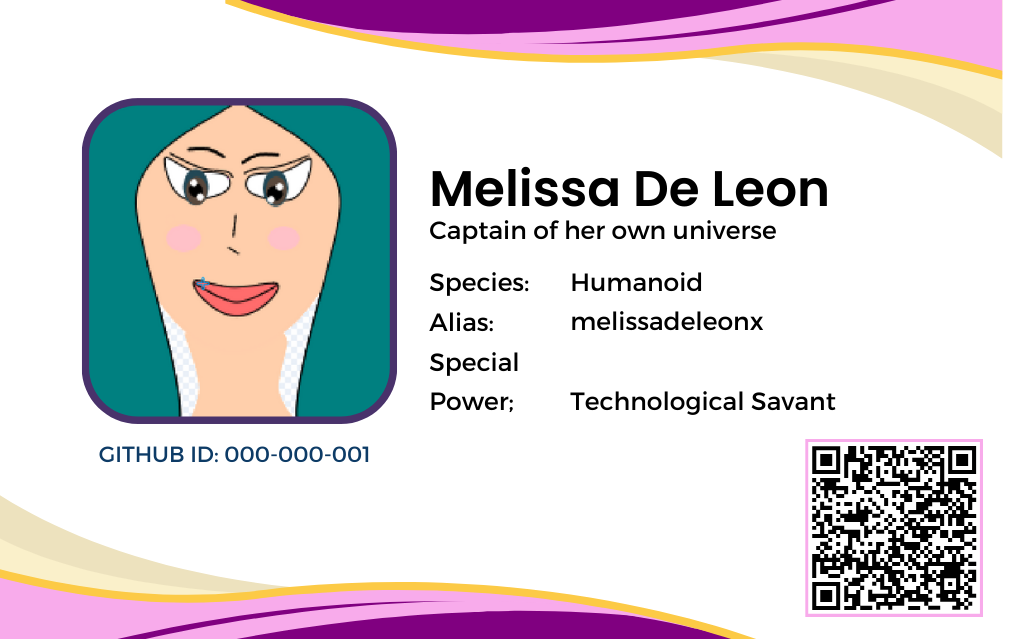 Melissa De Leon
Captain of her own universe
Species: Humanoid
Alias: melissadeleonx
Special
Power; Technological Savant
GITHUB ID: 000-000-001